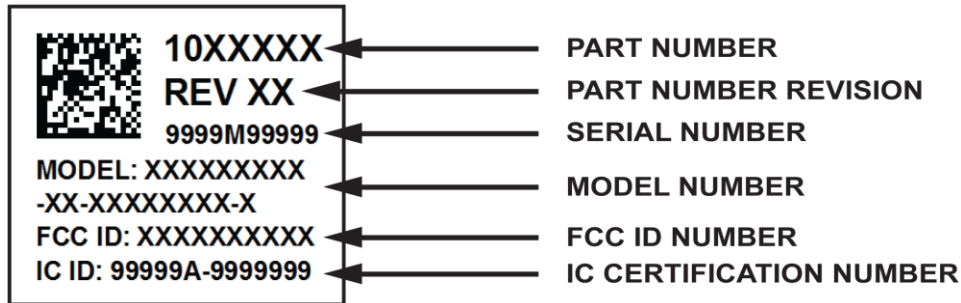 10XXXXX
REV XX
9999M99999
MODEL: XXXXXXXXX
-XX-XXXXXXXX-X
FCC ID: XXXXXXXXXX
IC ID: 99999A-9999999
PART NUMBER
PART NUMBER REVISION
SERIAL NUMBER
MODEL NUMBER
FCC ID NUMBER
IC CERTIFICATION NUMBER